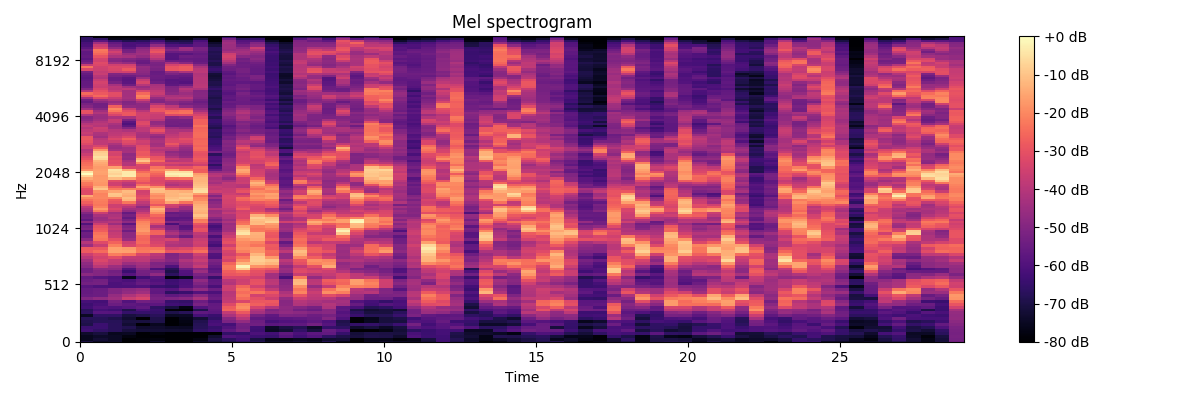 Mel spectrogram
8192
4096
2048
1024
512
0
Hz
0 5 10 15 20 25
Time
+0 dB
-10 dB
-20 dB
-30 dB
-40 dB
-50 dB
-60 dB
-70 dB
-80 dB